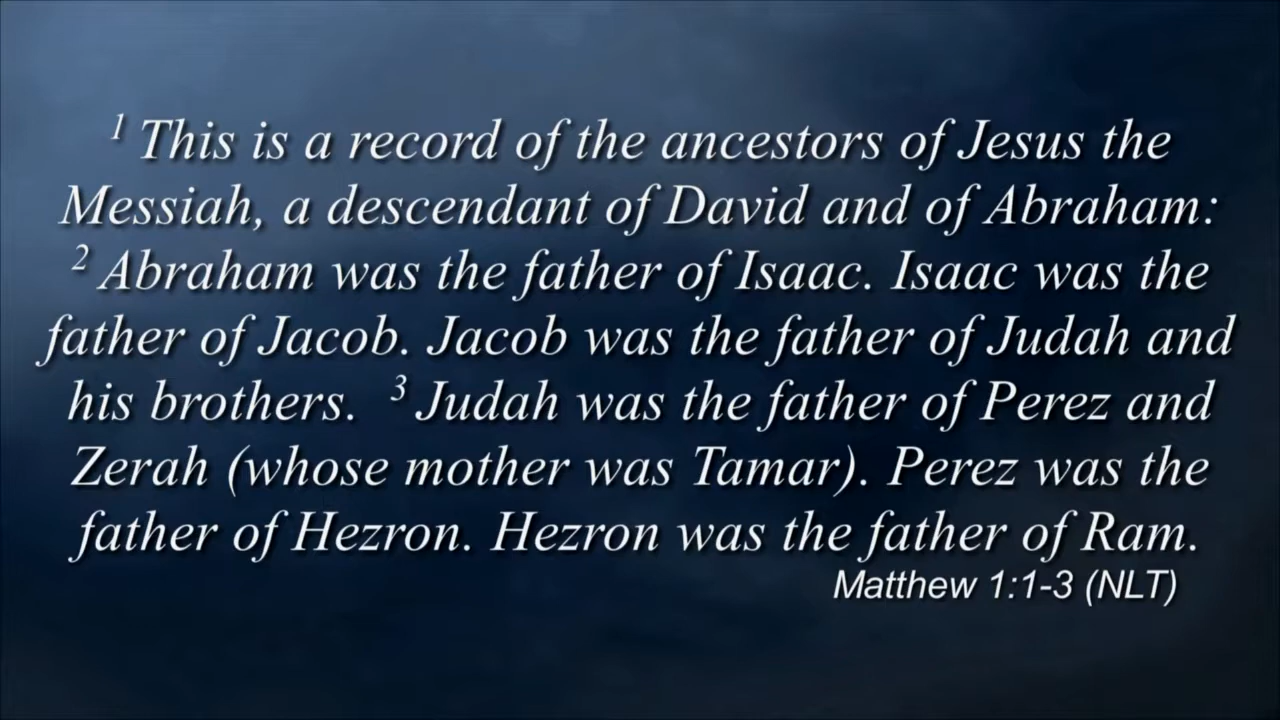 1 This is a record of the ancestors of Jesus the
Messiah, a descendant of David and of Abraham:
2 Abraham was the father of Isaac. Isaac was the
father of Jacob. Jacob was the father of Judah and
his brothers. 3 Judah was the father of Perez and
Zerah (whose mother was Tamar). Perez was the
father of Hezron. Hezron was the father of Ram.
Matthew 1:1-3 (NLT)